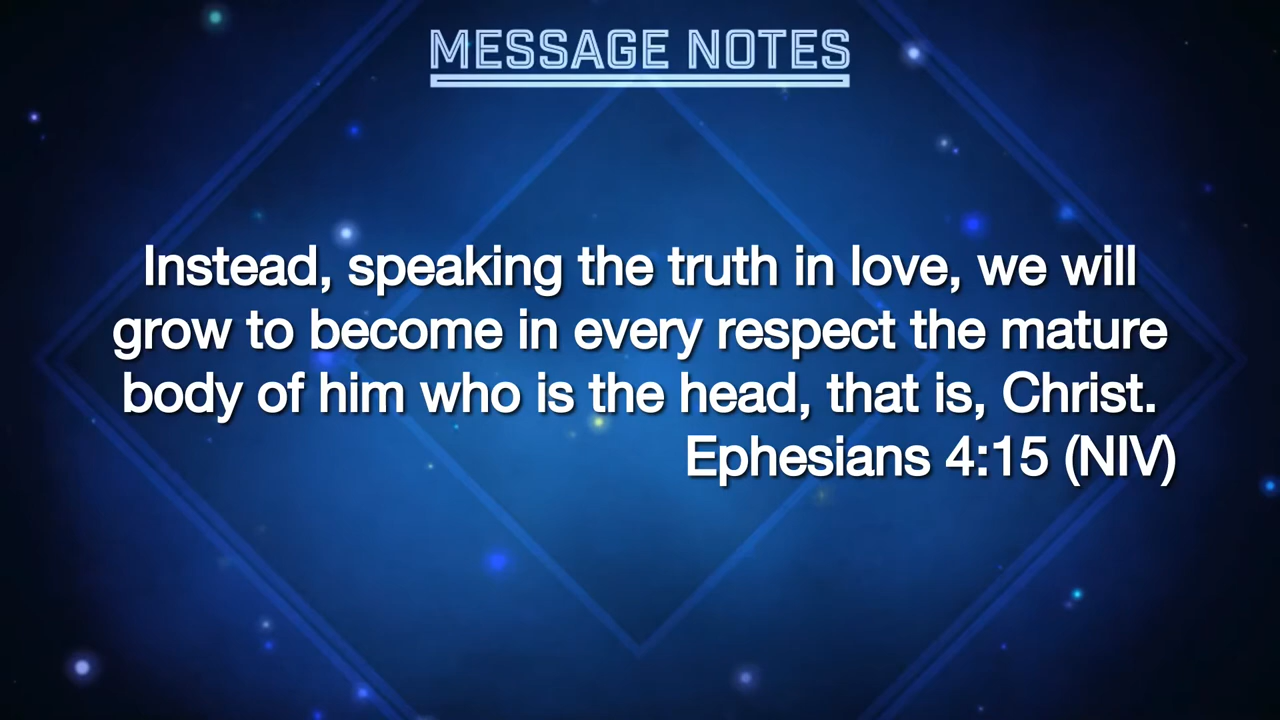 MESSAGE NOTES
Instead, speaking the truth in love, we will
grow to become in every respect the mature
body of him who is the head, that is, Christ.
Ephesians 4:15 (NIV)